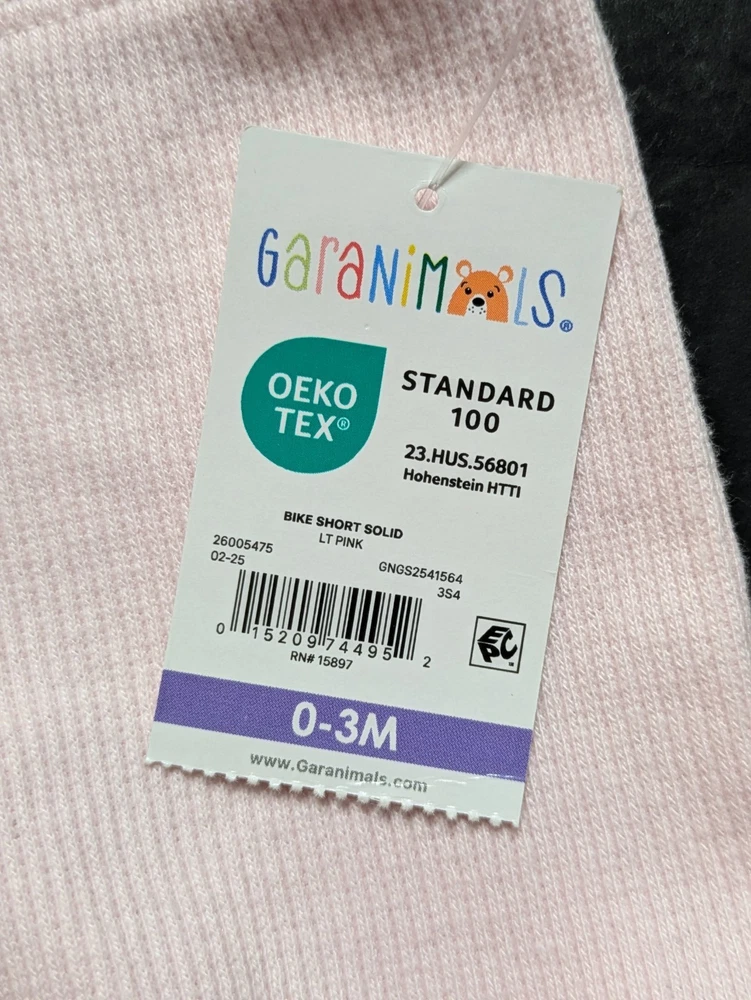 GaraNiMaLS®
OEKO
TEX®
STANDARD
100
23.HUS.56801
Hohenstein HTTI
BIKE SHORT SOLID
LT PINK
26005475
02-25
GNGS2541564
3S4
0 15209 74495 2
RN# 15897
EPC
0-3M
www.Garanimals.com